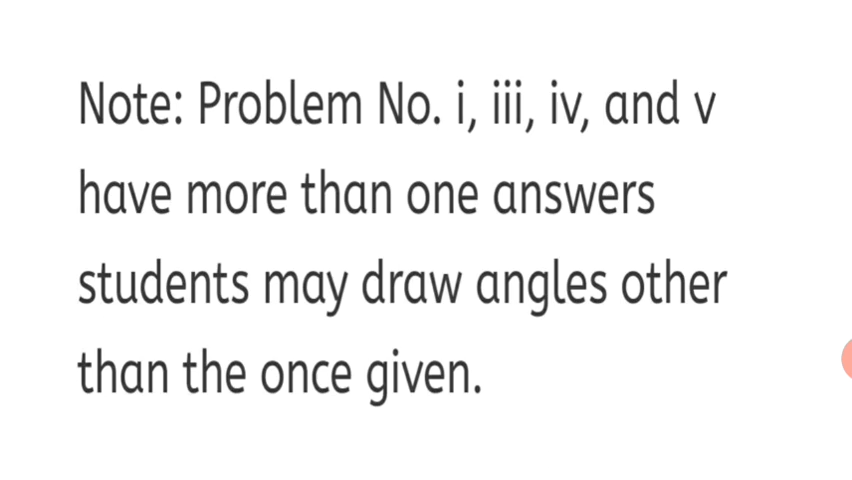 Note: Problem No. i, iii, iv, and v
have more than one answers
students may draw angles other
than the once given.